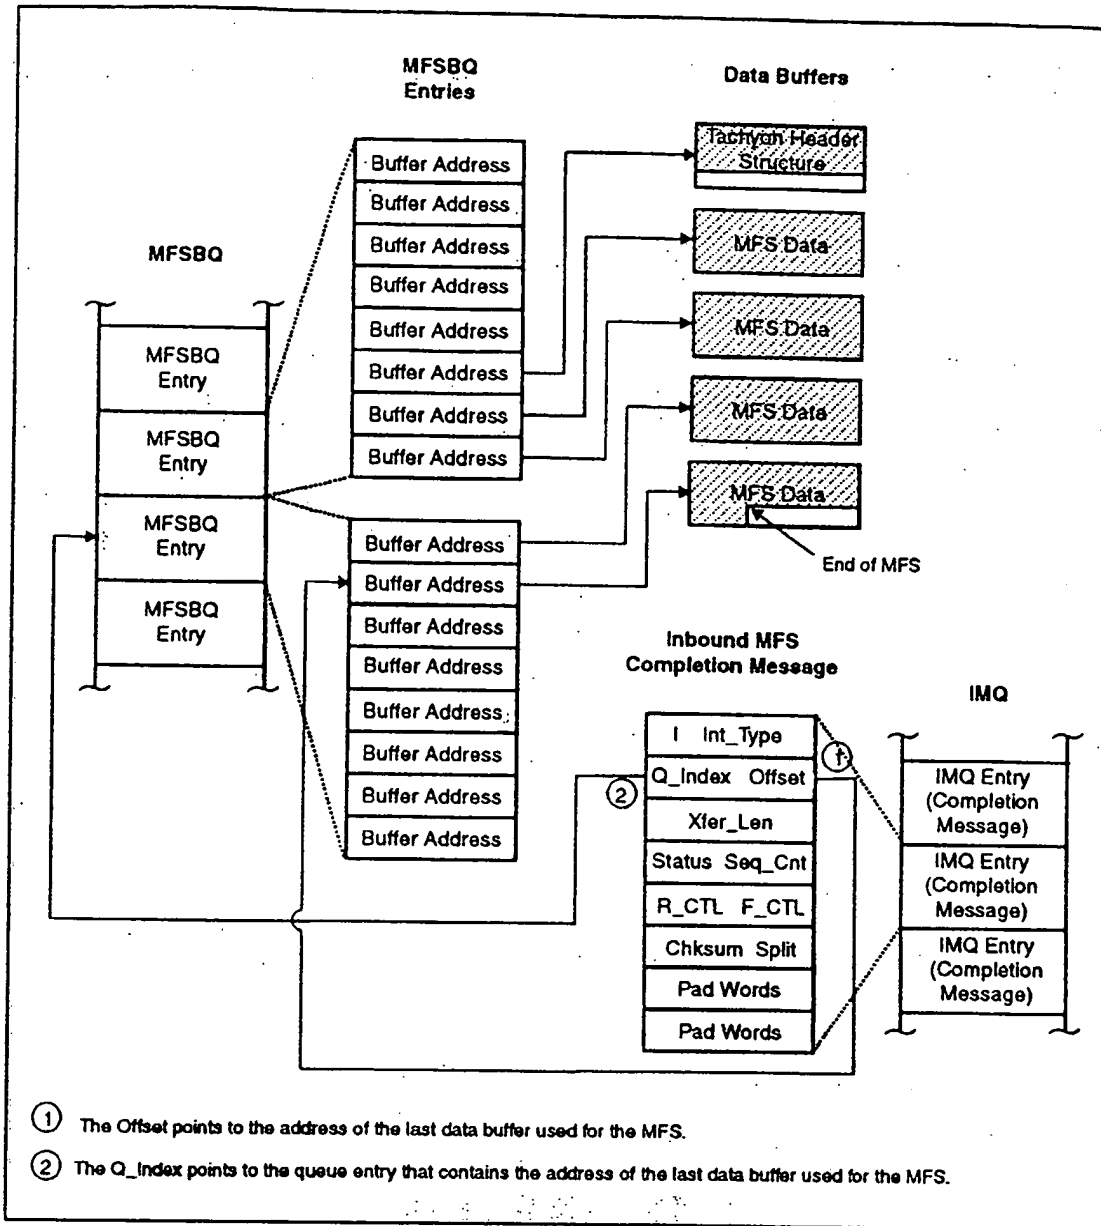 MFSBQ
Entries
Data Buffers
Buffer Address
Buffer Address
Buffer Address
Buffer Address
Buffer Address
Buffer Address
Buffer Address
Buffer Address
Tachyon Header
Structure
MFS Data
MFS Data
MFS Data
MFS Data
End of MFS
MFSBQ
MFSBQ
Entry
MFSBQ
Entry
MFSBQ
Entry
MFSBQ
Entry
Buffer Address
Buffer Address
Buffer Address
Buffer Address
Buffer Address
Buffer Address
Buffer Address
Buffer Address
Inbound MFS
Completion Message
I Int_Type
1
2
Q_Index Offset
Xfer_Len
Status Seq_Cnt
R_CTL F_CTL
Chksum Split
Pad Words
Pad Words
IMQ
IMQ Entry
(Completion
Message)
IMQ Entry
(Completion
Message)
IMQ Entry
(Completion
Message)
1 The Offset points to the address of the last data buffer used for the MFS.
2 The Q_Index points to the queue entry that contains the address of the last data buffer used for the MFS.